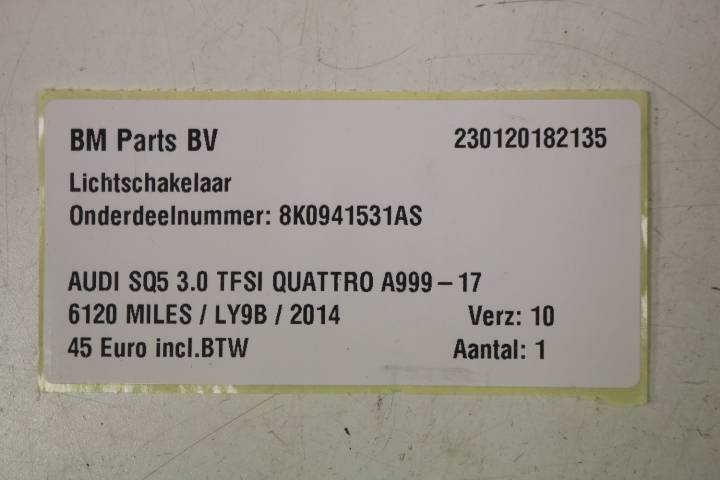 BM Parts BV 230120182135
Lichtschakelaar
Onderdeelnummer: 8K0941531AS
AUDI SQ5 3.0 TFSI QUATTRO A999-17
6120 MILES / LY9B / 2014 Verz: 10
45 Euro incl.BTW Aantal: 1